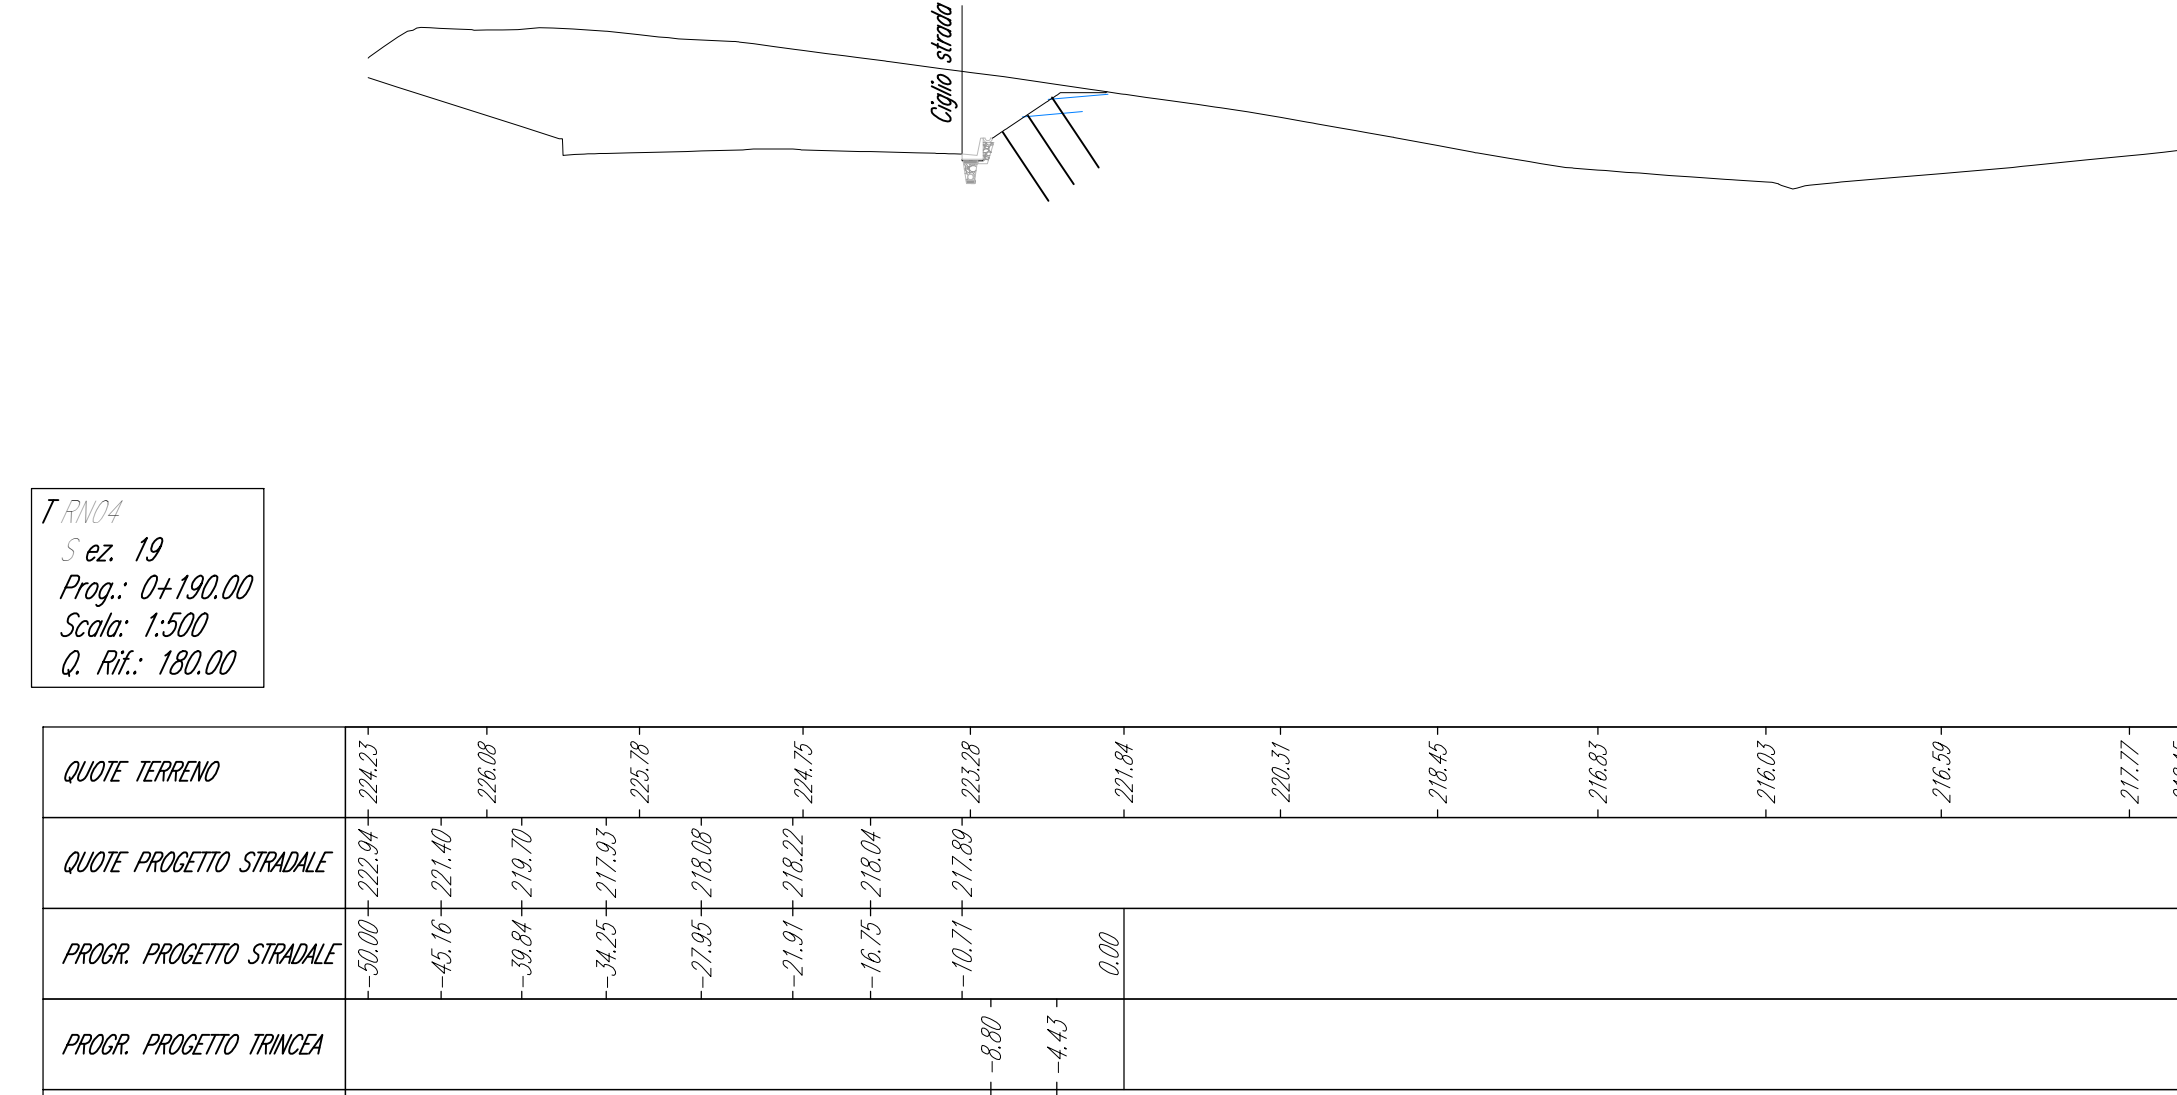 Ciglio strada
TRN04
Sez. 19
Prog.: 0+190.00
Scala: 1:500
Q. Rif.: 180.00
QUOTE TERRENO 224.23 226.08 225.78 224.75 223.28 221.84 220.31 218.45 216.83 216.03 216.59 217.77
QUOTE PROGETTO STRADALE 222.94 221.40 219.70 217.93 218.08 218.22 218.04 217.89
PROGR. PROGETTO STRADALE -50.00 -45.16 -39.84 -34.25 -27.95 -21.91 -16.75 -10.71 0.00
PROGR. PROGETTO TRINCEA -8.80 -4.43